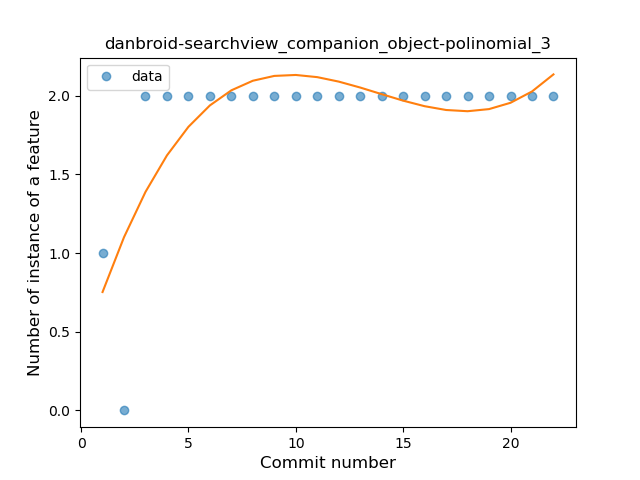 danbroid-searchview_companion_object-polinomial_3
data
Number of instance of a feature
2.0
1.5
1.0
0.5
0.0
0 5 10 15 20
Commit number